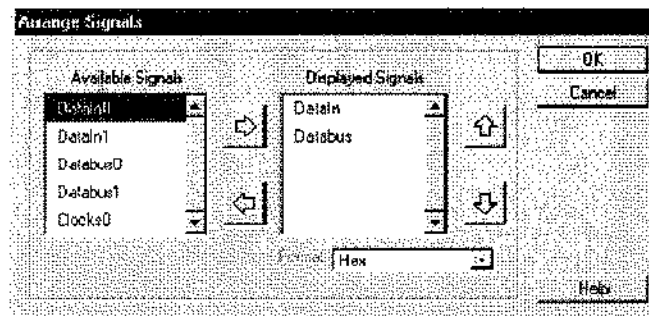 Arrange Signals
Available Signals
DataIn0
DataIn1
Databus0
Databus1
Clocks0
Displayed Signals
DataIn
Databus
Format
Hex
OK
Cancel
Help